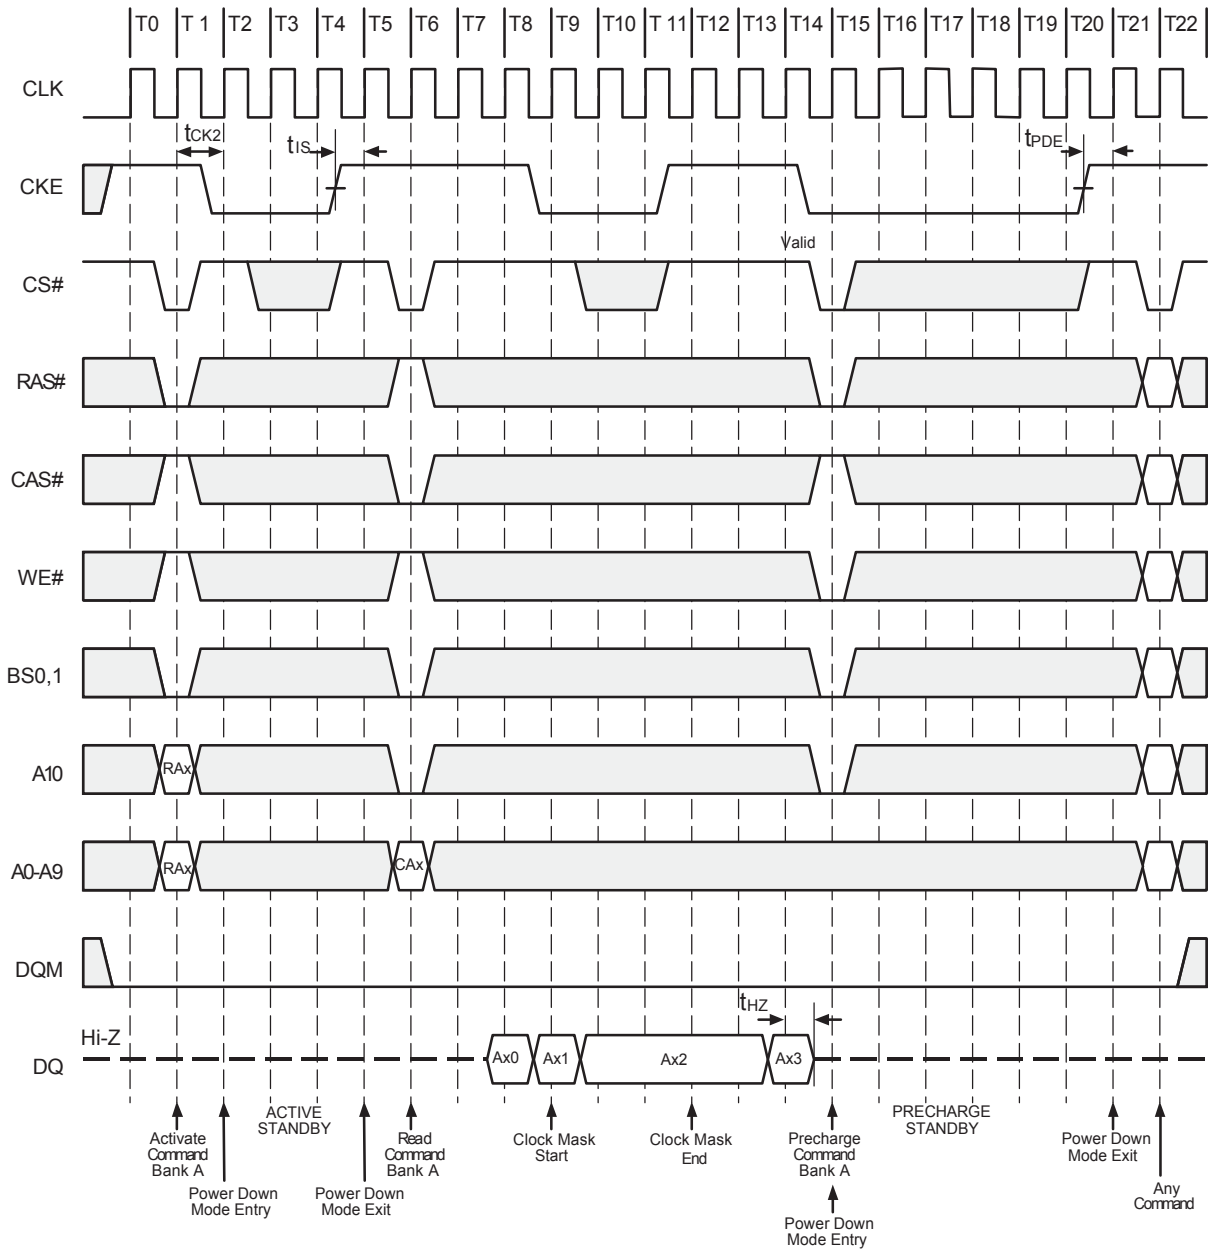 T0 T 1 T2 T3 T4 T5 T6 T7 T8 T9 T10 T 11 T12 T13 T14 T15 T16 T17 T18 T19 T20 T21 T22
CLK
tCK2
tIS
tPDE
CKE
Valid
CS#
RAS#
CAS#
WE#
BS0,1
A10
RAx
A0-A9
RAx
CAx
DQM
tHZ
Hi-Z
DQ
Ax0
Ax1
Ax2
Ax3
Activate
Command
Bank A
Power Down
Mode Entry
ACTIVE
STANDBY
Power Down
Mode Exit
Read
Command
Bank A
Clock Mask
Start
Clock Mask
End
Precharge
Command
Bank A
Power Down
Mode Entry
PRECHARGE
STANDBY
Power Down
Mode Exit
Any
Command